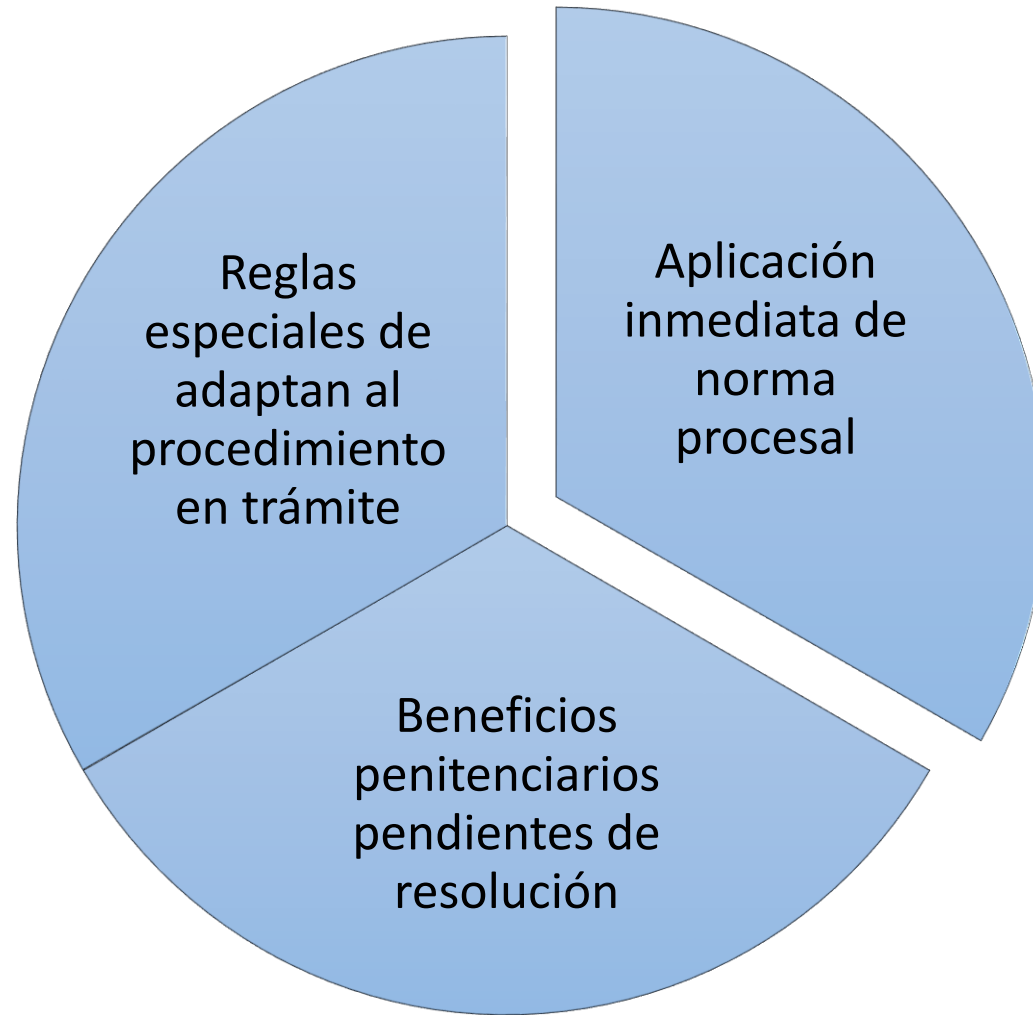 Reglas
especiales de
adaptan al
procedimiento
en trámite
Aplicación
inmediata de
norma
procesal
Beneficios
penitenciarios
pendientes de
resolución